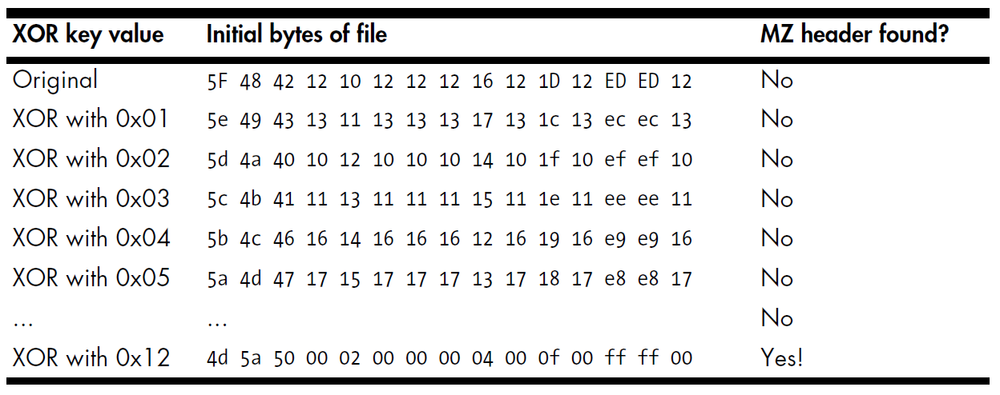 XOR key value Initial bytes of file MZ header found?
Original 5F 48 42 12 10 12 12 12 16 12 1D 12 ED ED 12 No
XOR with 0x01 5e 49 43 13 11 13 13 13 17 13 1c 13 ec ec 13 No
XOR with 0x02 5d 4a 40 10 12 10 10 10 14 10 1f 10 ef ef 10 No
XOR with 0x03 5c 4b 41 11 13 11 11 11 15 11 1e 11 ee ee 11 No
XOR with 0x04 5b 4c 46 16 14 16 16 16 12 16 19 16 e9 e9 16 No
XOR with 0x05 5a 4d 47 17 15 17 17 17 13 17 18 17 e8 e8 17 No
... ... No
XOR with 0x12 4d 5a 50 00 02 00 00 00 04 00 0f 00 ff ff 00 Yes!